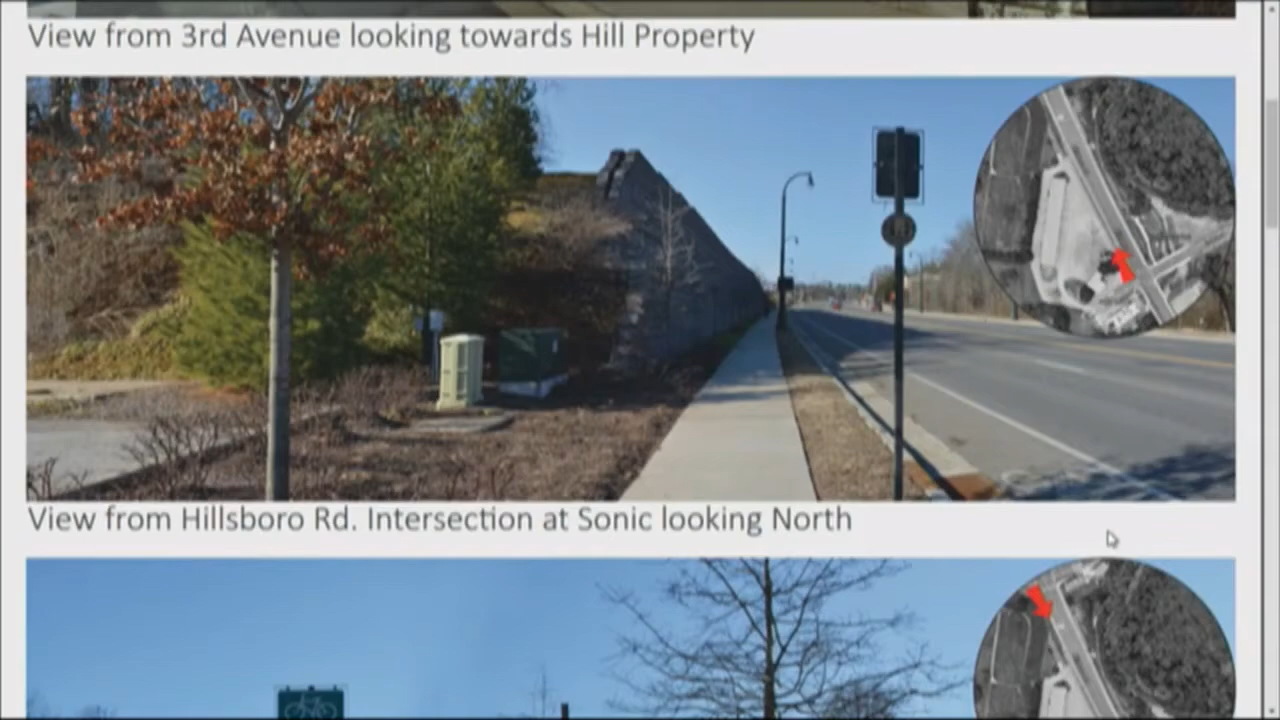 View from 3rd Avenue looking towards Hill Property
View from Hillsboro Rd. Intersection at Sonic looking North